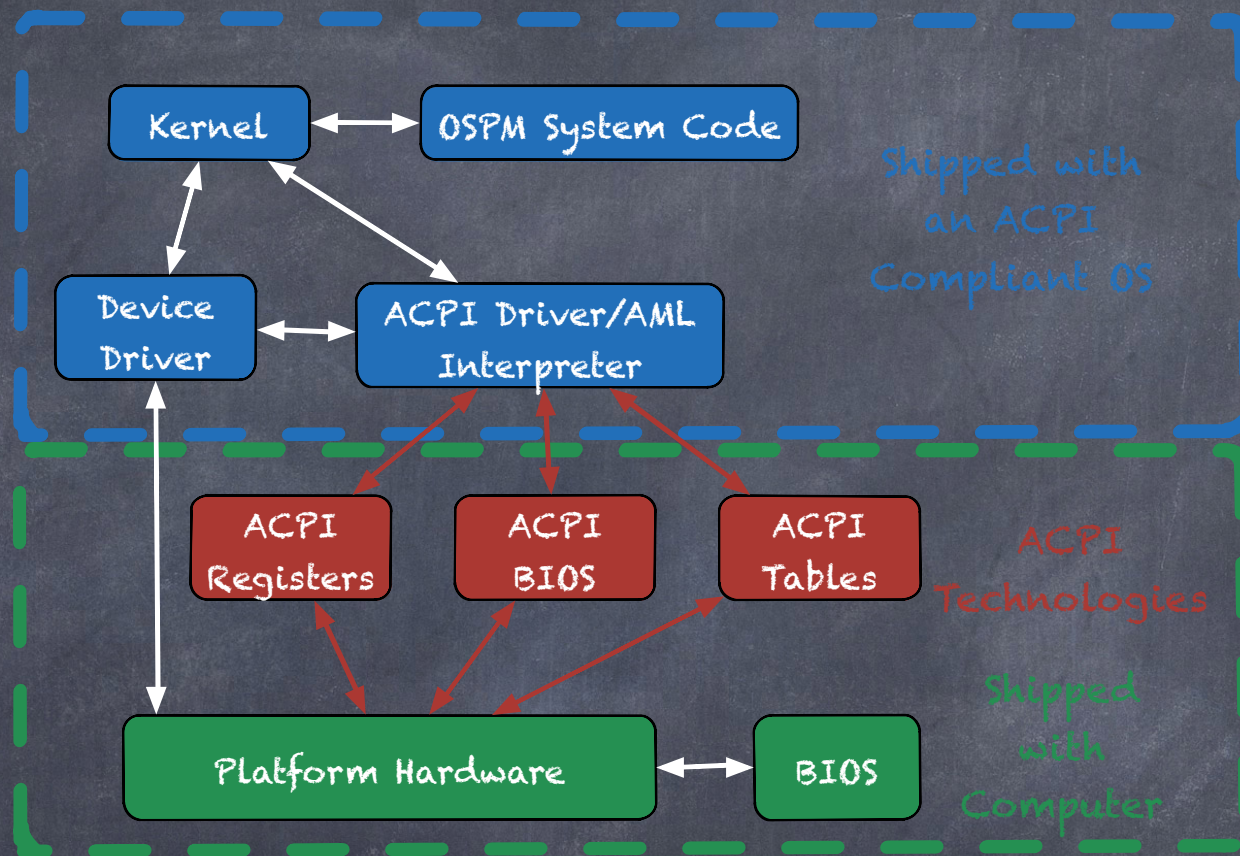 Kernel
OSPM System Code
Shipped with
an ACPI
Compliant OS
Device
Driver
ACPI Driver/AML
Interpreter
ACPI
Registers
ACPI
BIOS
ACPI
Tables
ACPI
Technologies
Shipped
with
Computer
Platform Hardware
BIOS